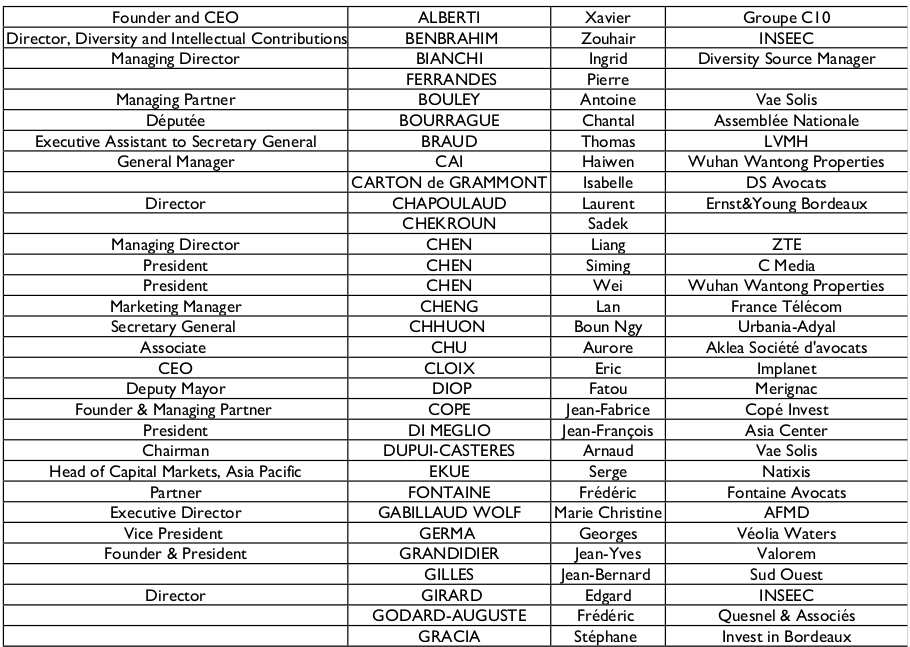 Founder and CEO ALBERTI Xavier Groupe C10
Director, Diversity and Intellectual Contributions BENBRAHIM Zouhair INSEEC
Managing Director BIANCHI Ingrid Diversity Source Manager
FERRANDES Pierre
Managing Partner BOULEY Antoine Vae Solis
Députée BOURRAGUE Chantal Assemblée Nationale
Executive Assistant to Secretary General BRAUD Thomas LVMH
General Manager CAI Haiwen Wuhan Wantong Properties
CARTON de GRAMMONT Isabelle DS Avocats
Director CHAPOULAUD Laurent Ernst&Young Bordeaux
CHEKROUN Sadek
Managing Director CHEN Liang ZTE
President CHEN Siming C Media
President CHEN Wei Wuhan Wantong Properties
Marketing Manager CHENG Lan France Télécom
Secretary General CHHUON Boun Ngy Urbania-Adyal
Associate CHU Aurore Aklea Société d'avocats
CEO CLOIX Eric Implanet
Deputy Mayor DIOP Fatou Merignac
Founder & Managing Partner COPE Jean-Fabrice Copé Invest
President DI MEGLIO Jean-François Asia Center
Chairman DUPUI-CASTERES Arnaud Vae Solis
Head of Capital Markets, Asia Pacific EKUE Serge Natixis
Partner FONTAINE Frédéric Fontaine Avocats
Executive Director GABILLAUD WOLF Marie Christine AFMD
Vice President GERMA Georges Véolia Waters
Founder & President GRANDIDIER Jean-Yves Valorem
GILLES Jean-Bernard Sud Ouest
Director GIRARD Edgard INSEEC
GODARD-AUGUSTE Frédéric Quesnel & Associés
GRACIA Stéphane Invest in Bordeaux